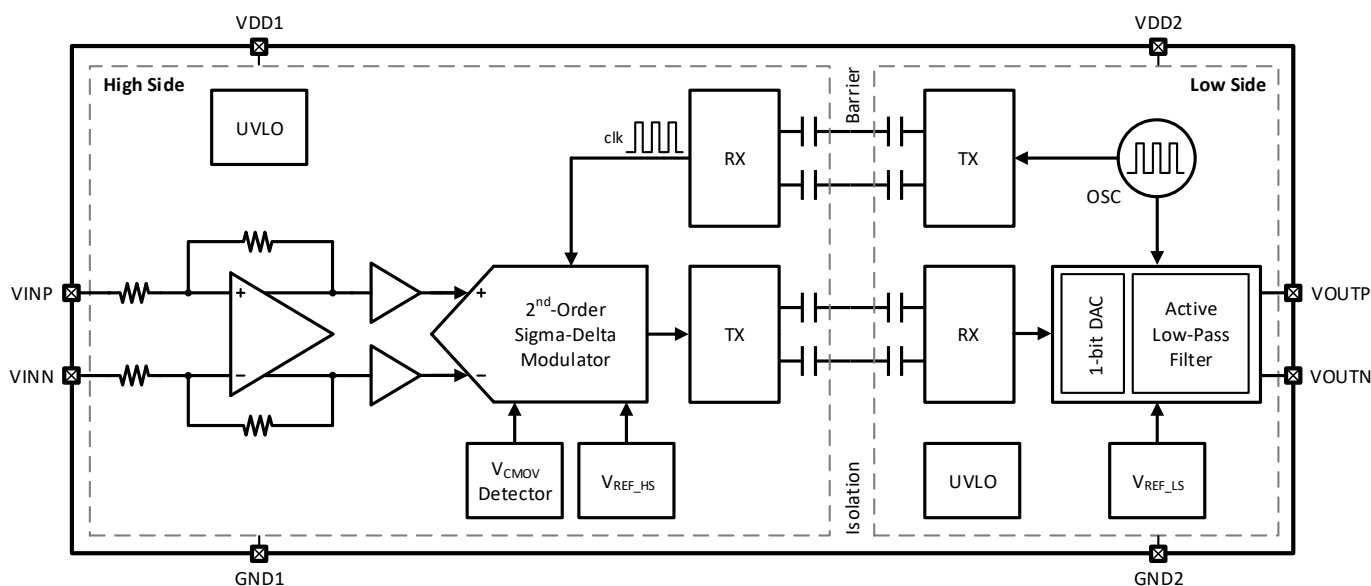 VDD1
VDD2
High Side
Low Side
UVLO
clk
RX
Barrier
TX
OSC
VINP
VINN
+
−
+
−
2nd-Order
Sigma-Delta
Modulator
TX
RX
1-bit DAC
Active
Low-Pass
Filter
VOUTP
VOUTN
VCMOV
Detector
VREF_HS
Isolation
UVLO
VREF_LS
GND1
GND2